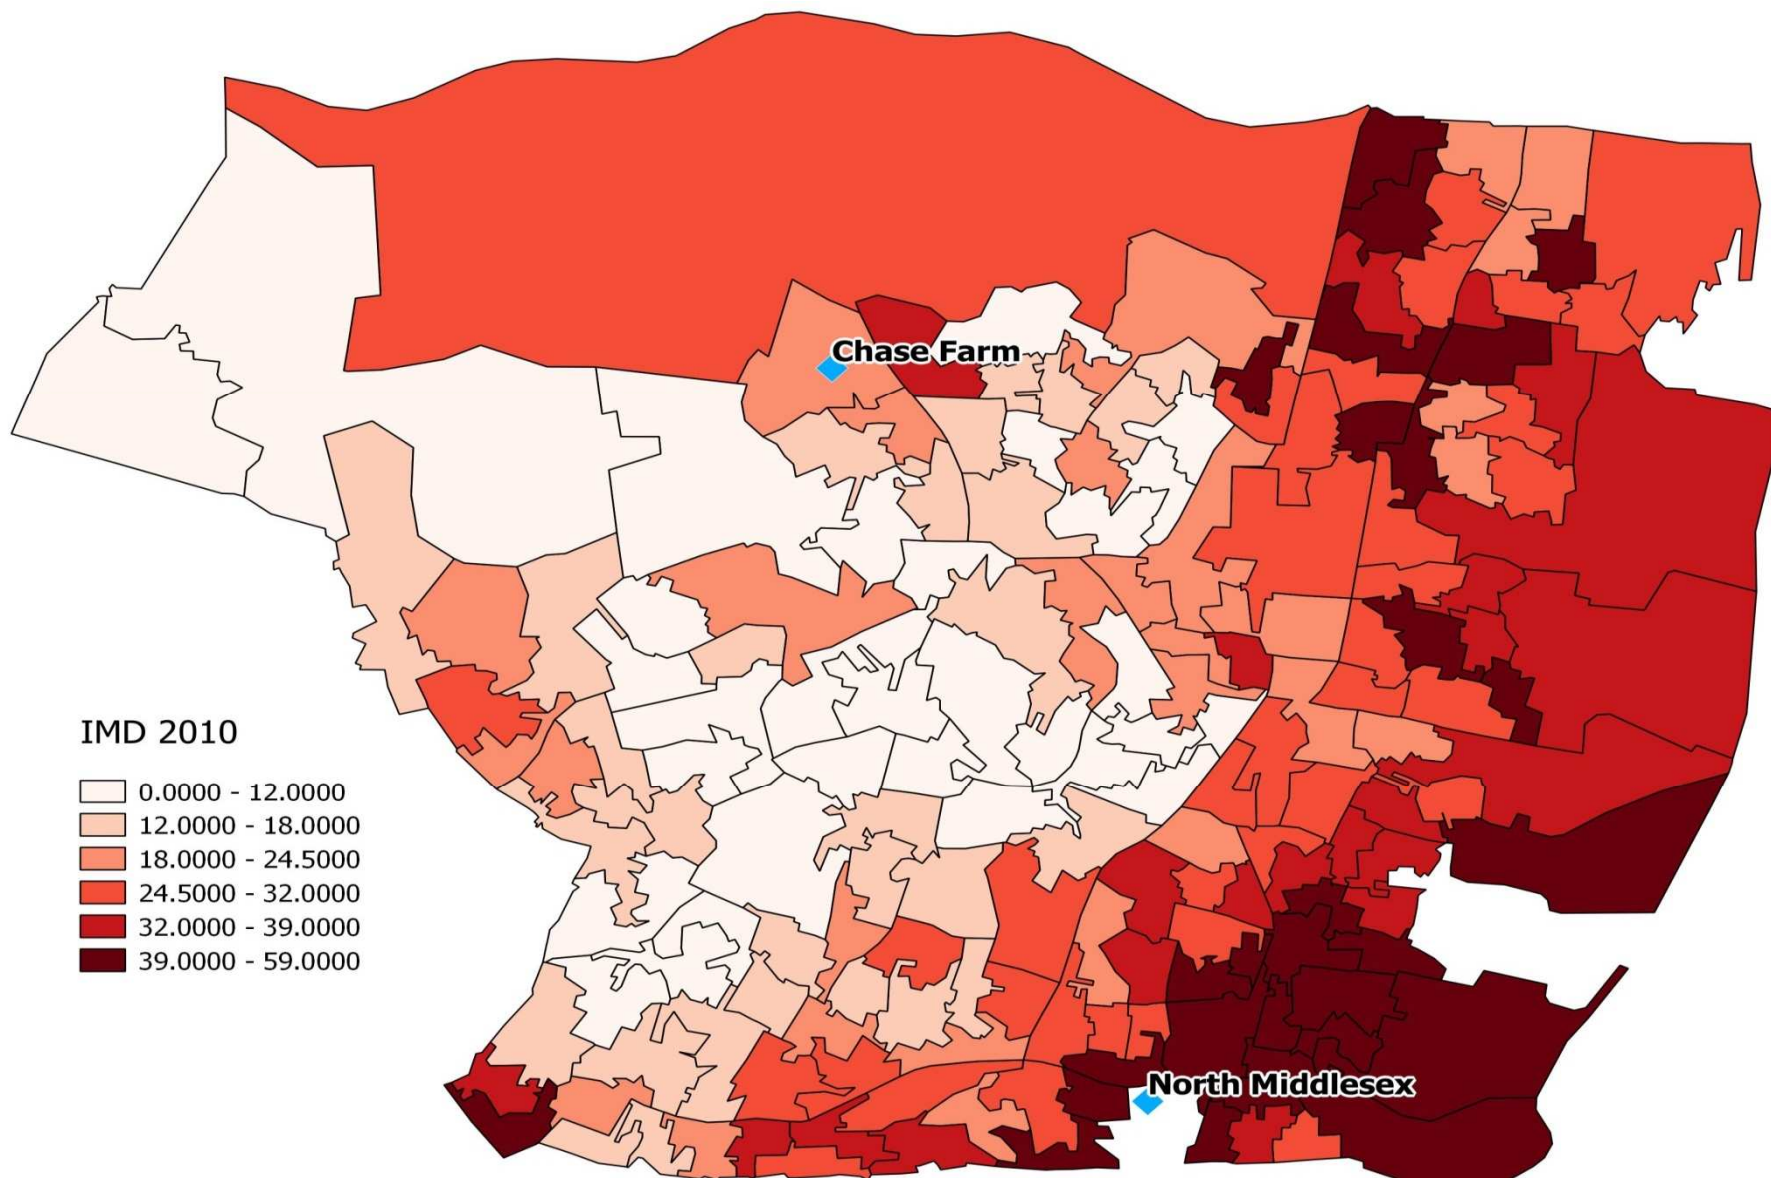 Chase Farm
IMD 2010
0.0000 - 12.0000
12.0000 - 18.0000
18.0000 - 24.5000
24.5000 - 32.0000
32.0000 - 39.0000
39.0000 - 59.0000
North Middlesex